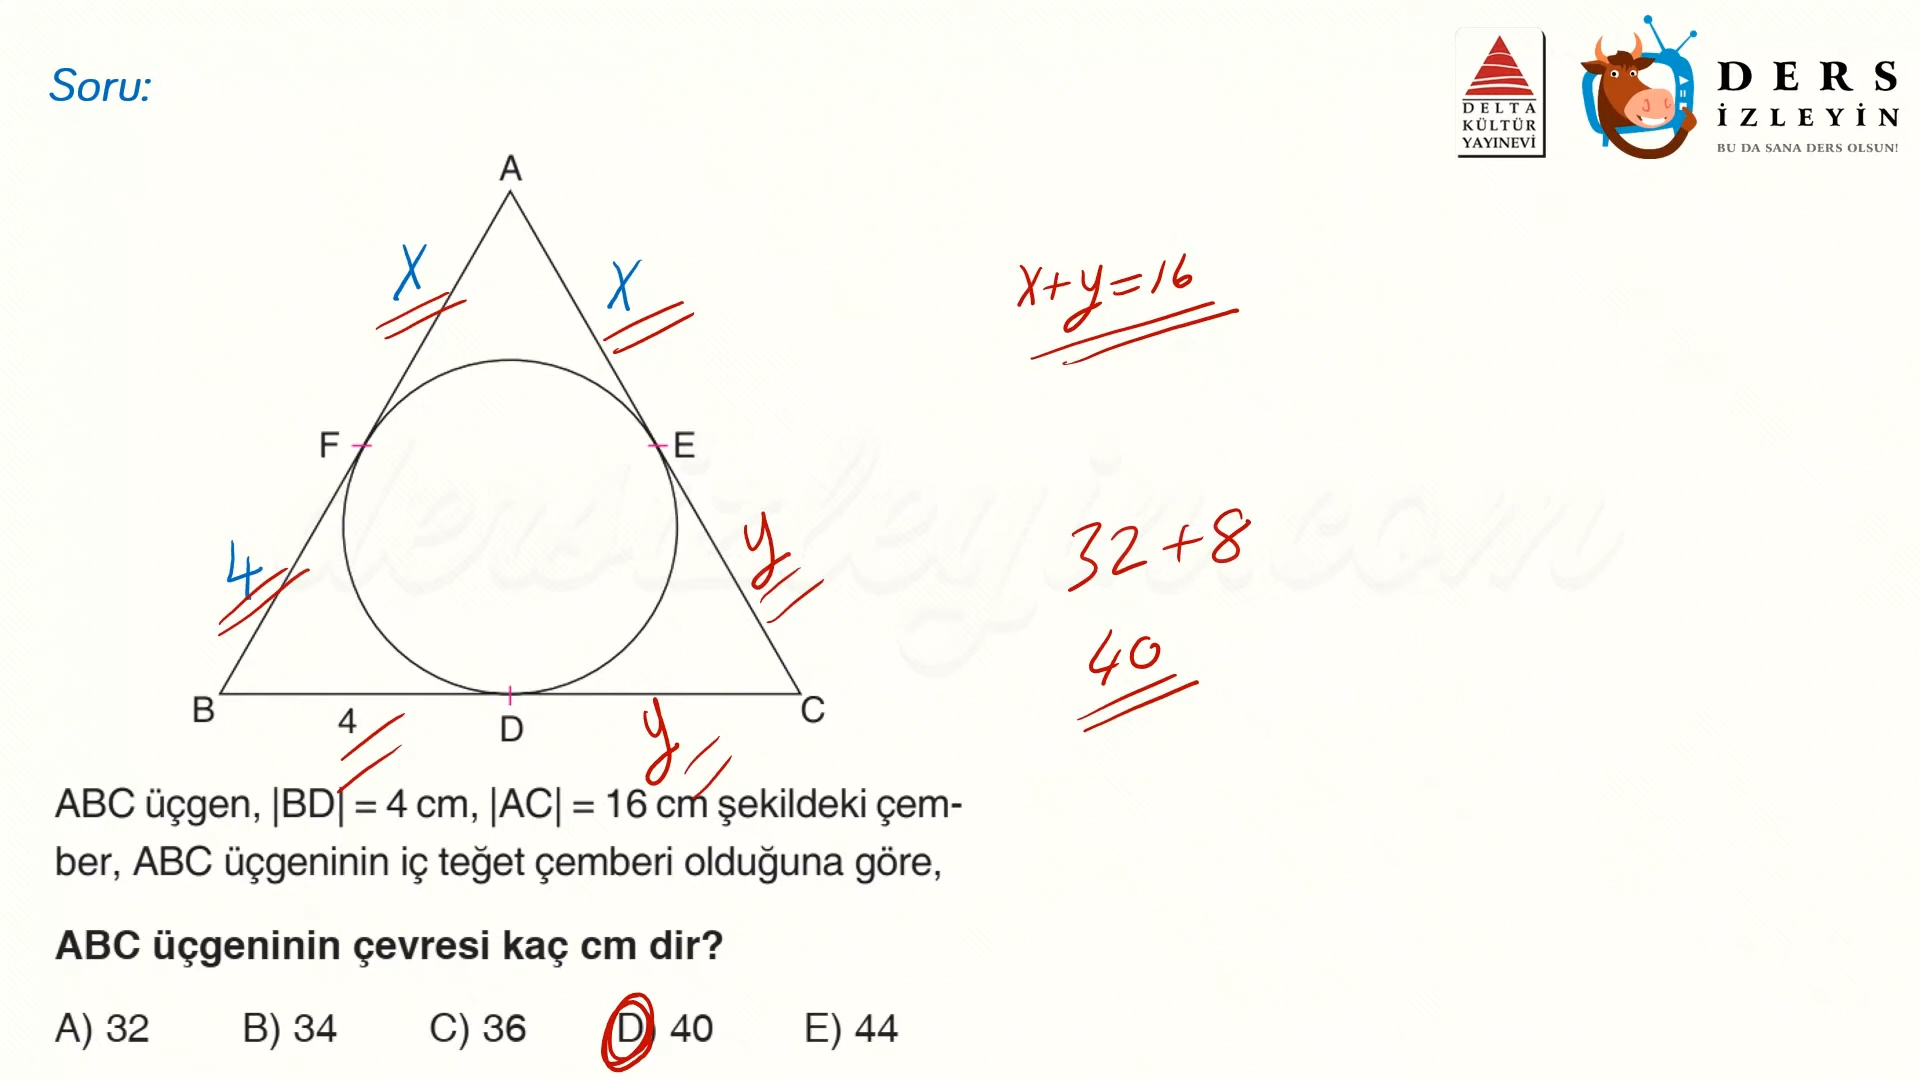 Soru:
DELTA
KÜLTÜR
YAYINEVİ
DERS
İZLEYİN
BU DA SANA DERS OLSUN!
A
x
x
x+y=16
F
E
dersizleyin.com
4
y
32+8
40
B
4
D
y
C
ABC üçgen, |BD| = 4 cm, |AC| = 16 cm şekildeki çem-
ber, ABC üçgeninin iç teğet çemberi olduğuna göre,
ABC üçgeninin çevresi kaç cm dir?
A) 32 B) 34 C) 36 D) 40 E) 44